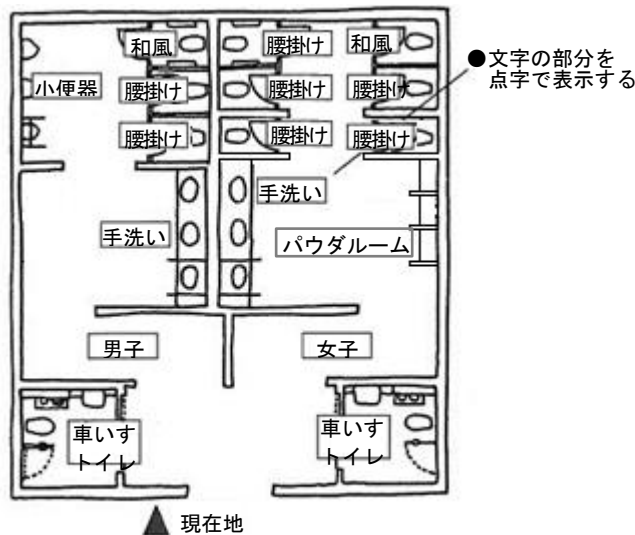 和風
腰掛け
和風
●文字の部分を
点字で表示する
小便器
腰掛け
腰掛け
腰掛け
腰掛け
腰掛け
腰掛け
手洗い
手洗い
パウダルーム
男子
女子
車いす
トイレ
車いす
トイレ
現在地